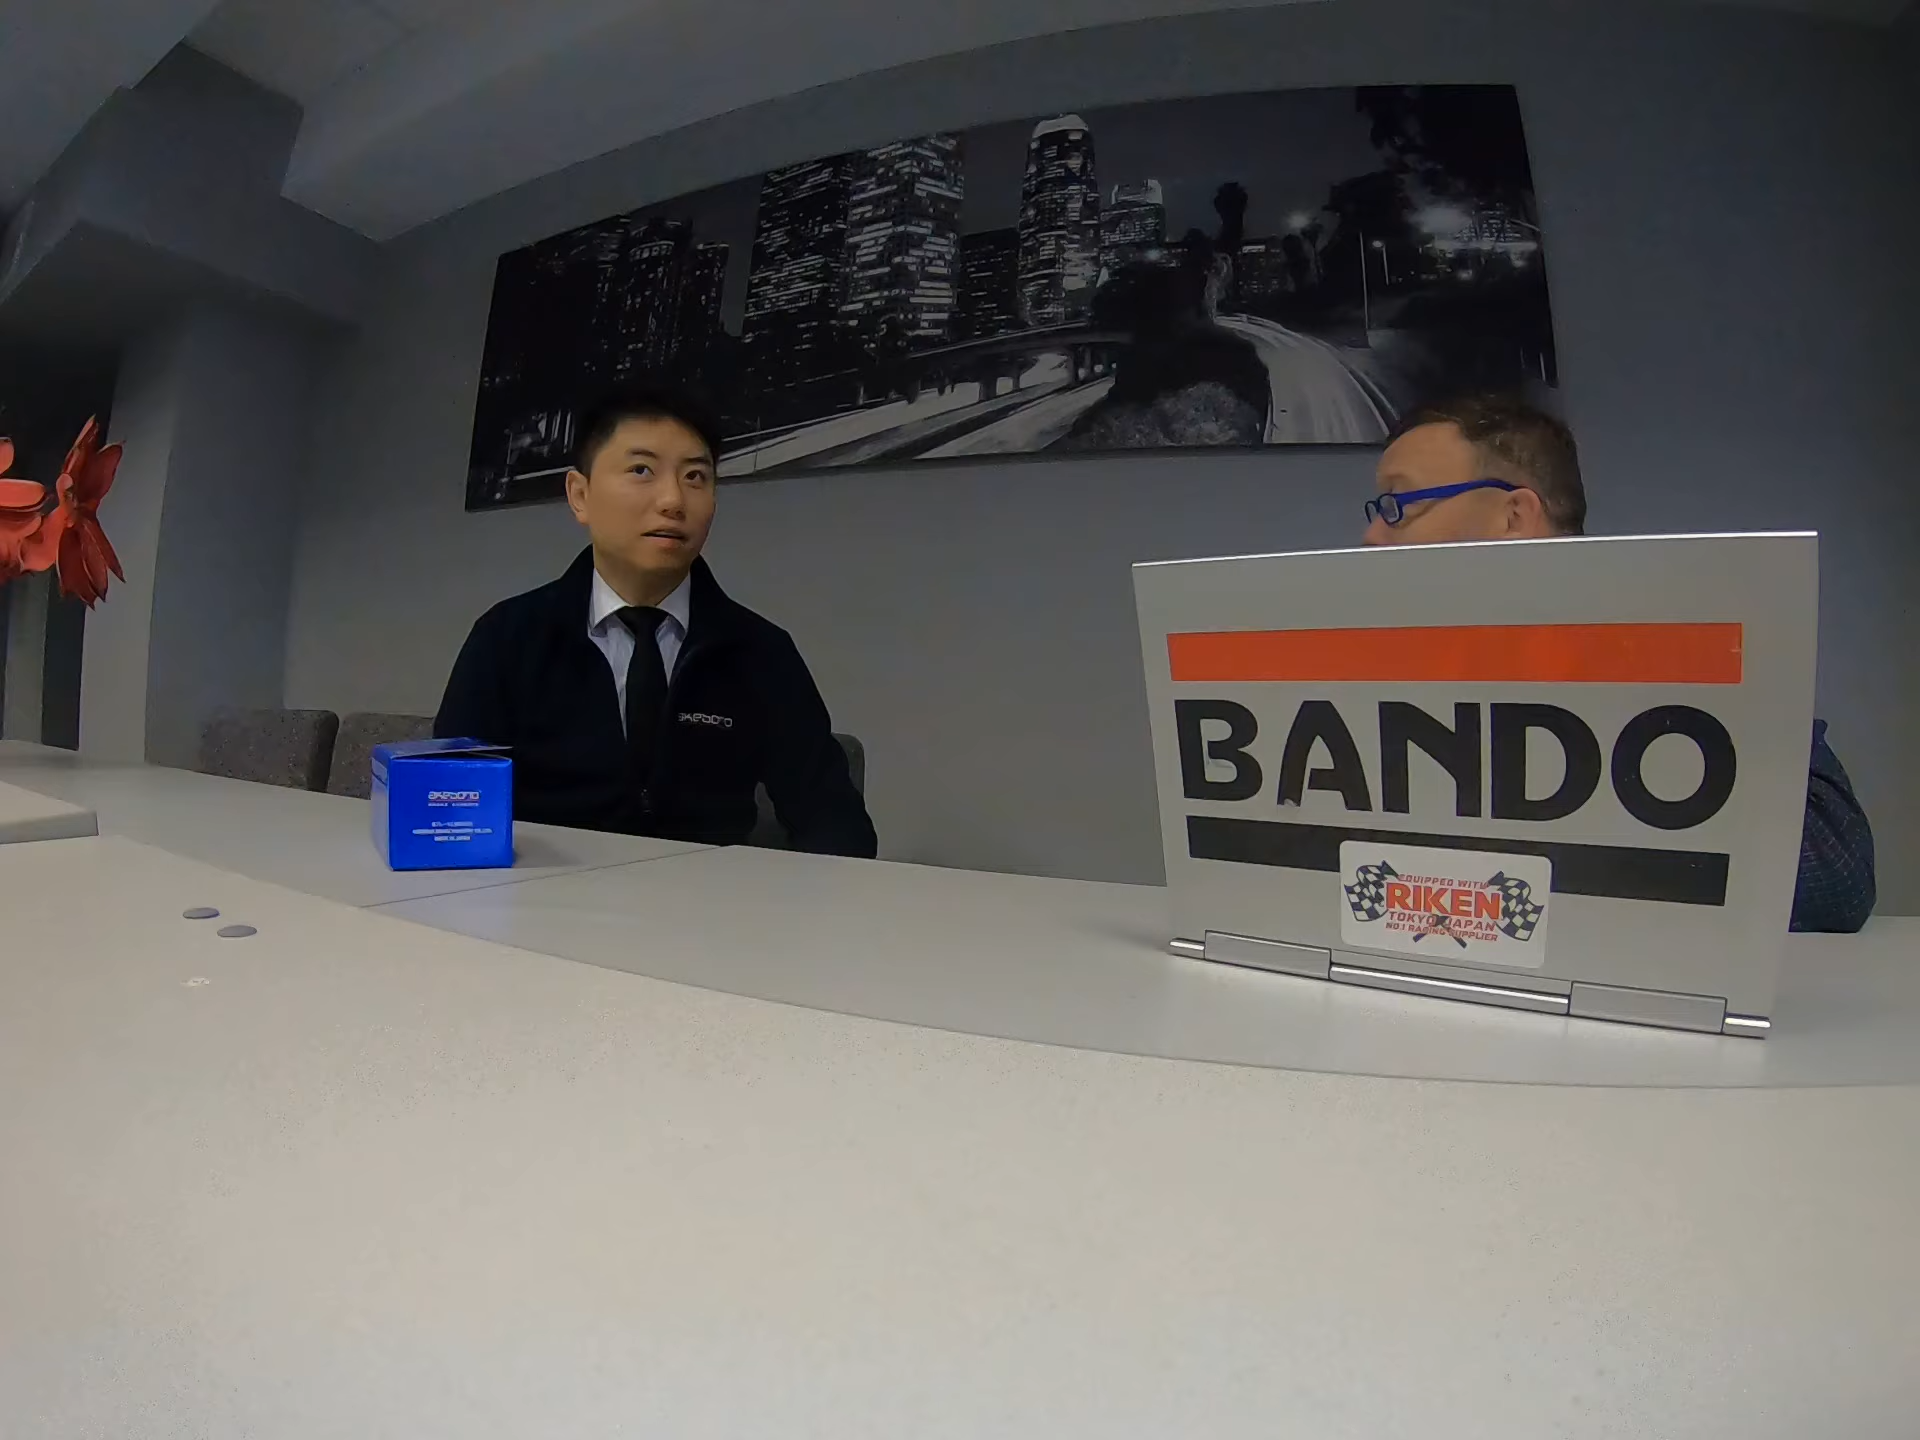 akebono
akebono
BANDO
EQUIPPED WITH
RIKEN
TOKYO JAPAN
NO.1 RACING SUPPLIER